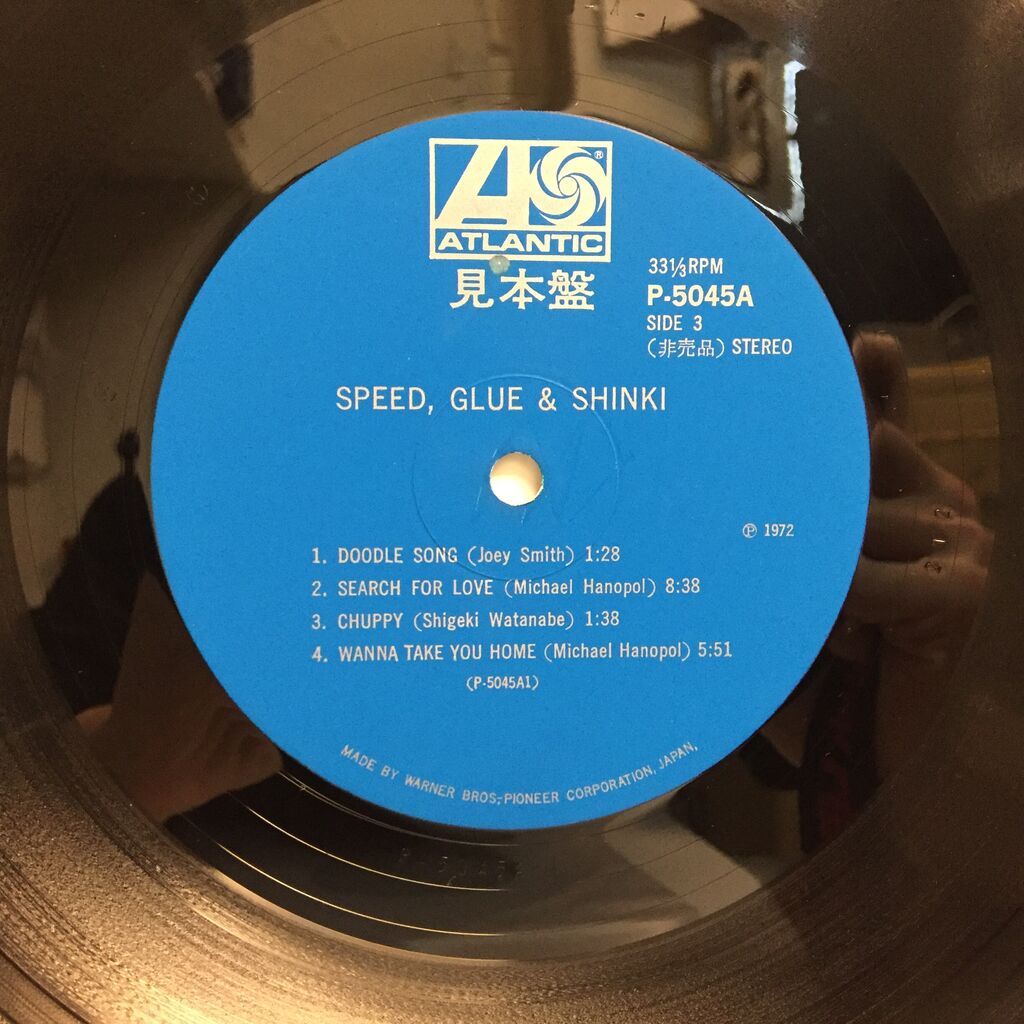 ATLANTIC
®
見本盤
33⅓RPM
P-5045A
SIDE 3
(非売品) STEREO
SPEED, GLUE & SHINKI
℗ 1972
1. DOODLE SONG (Joey Smith) 1:28
2. SEARCH FOR LOVE (Michael Hanopol) 8:38
3. CHUPPY (Shigeki Watanabe) 1:38
4. WANNA TAKE YOU HOME (Michael Hanopol) 5:51
(P-5045A1)
MADE BY WARNER BROS.-PIONEER CORPORATION, JAPAN,